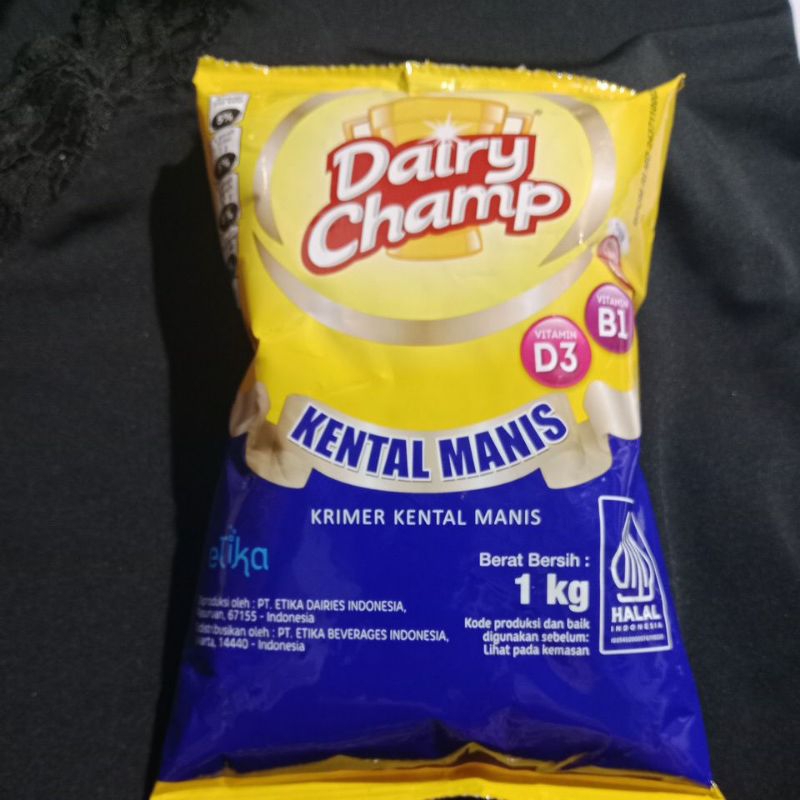 Dairy
Champ
VITAMIN
B1
VITAMIN
D3
KENTAL MANIS
KRIMER KENTAL MANIS
etika
Berat Bersih :
1 kg
oleh : PT. ETIKA DAIRIES INDONESIA,
67155 - Indonesia
oleh : PT. ETIKA BEVERAGES INDONESIA,
14440 - Indonesia
Kode produksi dan baik
digunakan sebelum:
Lihat pada kemasan
HALAL
INDONESIA